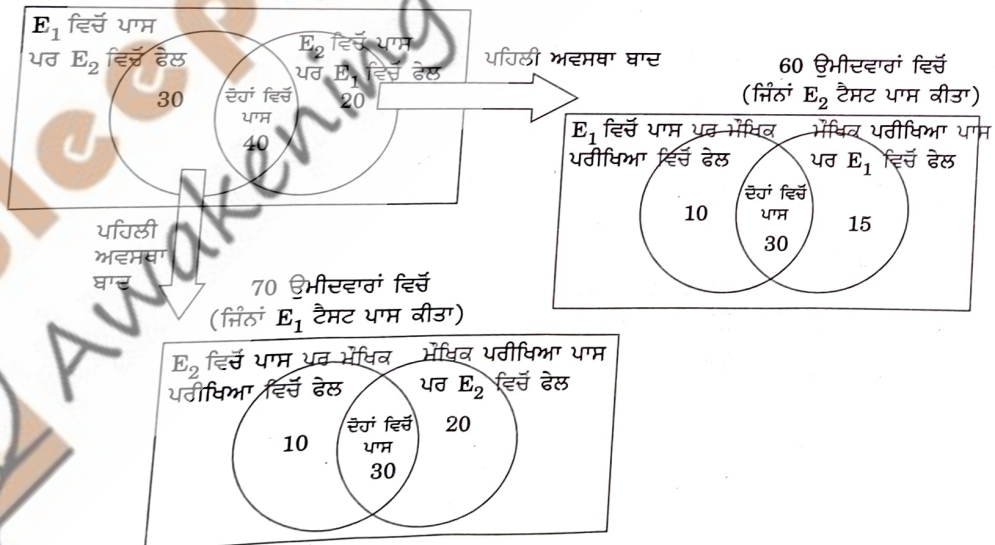 E₁ ਵਿਚੋਂ ਪਾਸ
ਪਰ E₂ ਵਿਚੋਂ ਫੇਲ
30
E₂ ਵਿਚੋਂ ਪਾਸ
ਪਰ E₁ ਵਿਚੋਂ ਫੇਲ
20
ਦੋਹਾਂ ਵਿਚੋਂ
ਪਾਸ
40
ਪਹਿਲੀ ਅਵਸਥਾ ਬਾਦ
60 ਉਮੀਦਵਾਰਾਂ ਵਿਚੋਂ
(ਜਿੰਨਾਂ E₂ ਟੈਸਟ ਪਾਸ ਕੀਤਾ)
E₁ ਵਿਚੋਂ ਪਾਸ ਪਰ ਮੌਖਿਕ
ਪਰੀਖਿਆ ਵਿਚੋਂ ਫੇਲ
ਮੌਖਿਕ ਪਰੀਖਿਆ ਪਾਸ
ਪਰ E₁ ਵਿਚੋਂ ਫੇਲ
10
ਦੋਹਾਂ ਵਿਚੋਂ
ਪਾਸ
30
15
ਪਹਿਲੀ
ਅਵਸਥਾ
ਬਾਦ
70 ਉਮੀਦਵਾਰਾਂ ਵਿਚੋਂ
(ਜਿੰਨਾਂ E₁ ਟੈਸਟ ਪਾਸ ਕੀਤਾ)
E₂ ਵਿਚੋਂ ਪਾਸ ਪਰ ਮੌਖਿਕ
ਪਰੀਖਿਆ ਵਿਚੋਂ ਫੇਲ
ਮੌਖਿਕ ਪਰੀਖਿਆ ਪਾਸ
ਪਰ E₂ ਵਿਚੋਂ ਫੇਲ
10
ਦੋਹਾਂ ਵਿਚੋਂ
ਪਾਸ
30
20
Awakening